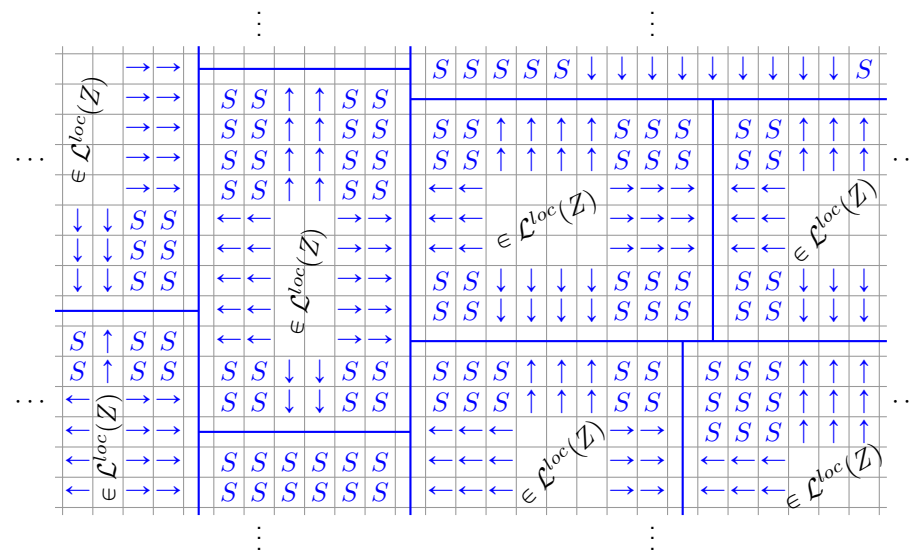 ⋮ ⋮
→ → S S S S S ↓ ↓ ↓ ↓ ↓ ↓ ↓ ↓ ↓ S
→ → S S ↑ ↑ S S
∈ 𝓛^{loc}(Z)
→ → S S ↑ ↑ S S S S ↑ ↑ ↑ ↑ S S S S S ↑ ↑ ↑
⋯ → → S S ↑ ↑ S S S S ↑ ↑ ↑ ↑ S S S S S ↑ ↑ ↑ ⋯
→ → S S ↑ ↑ S S ← ← → → → ← ←
↓ ↓ S S ← ← → → ← ← ∈ 𝓛^{loc}(Z) → → → ← ← ∈ 𝓛^{loc}(Z)
↓ ↓ S S ← ← → → ← ← → → → ← ←
↓ ↓ S S ← ← ∈ 𝓛^{loc}(Z) → → S S ↓ ↓ ↓ ↓ S S S S S ↓ ↓ ↓
← ← → → S S ↓ ↓ ↓ ↓ S S S S S ↓ ↓ ↓
S ↑ S S ← ← → →
S ↑ S S S S ↓ ↓ S S S S S ↑ ↑ ↑ S S S S S ↑ ↑ ↑
⋯ ← → → S S ↓ ↓ S S S S S ↑ ↑ ↑ S S S S S ↑ ↑ ↑ ⋯
← → → ← ← ← → → S S S ↑ ↑ ↑
← ∈ 𝓛^{loc}(Z) → → S S S S S S ← ← ← ∈ 𝓛^{loc}(Z) → → ← ← ←
← → → S S S S S S ← ← ← → → ← ← ← ∈ 𝓛^{loc}(Z)
⋮ ⋮